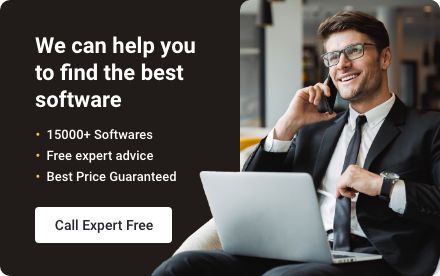 We can help you
to find the best
software
• 15000+ Softwares
• Free expert advice
• Best Price Guaranteed
Call Expert Free